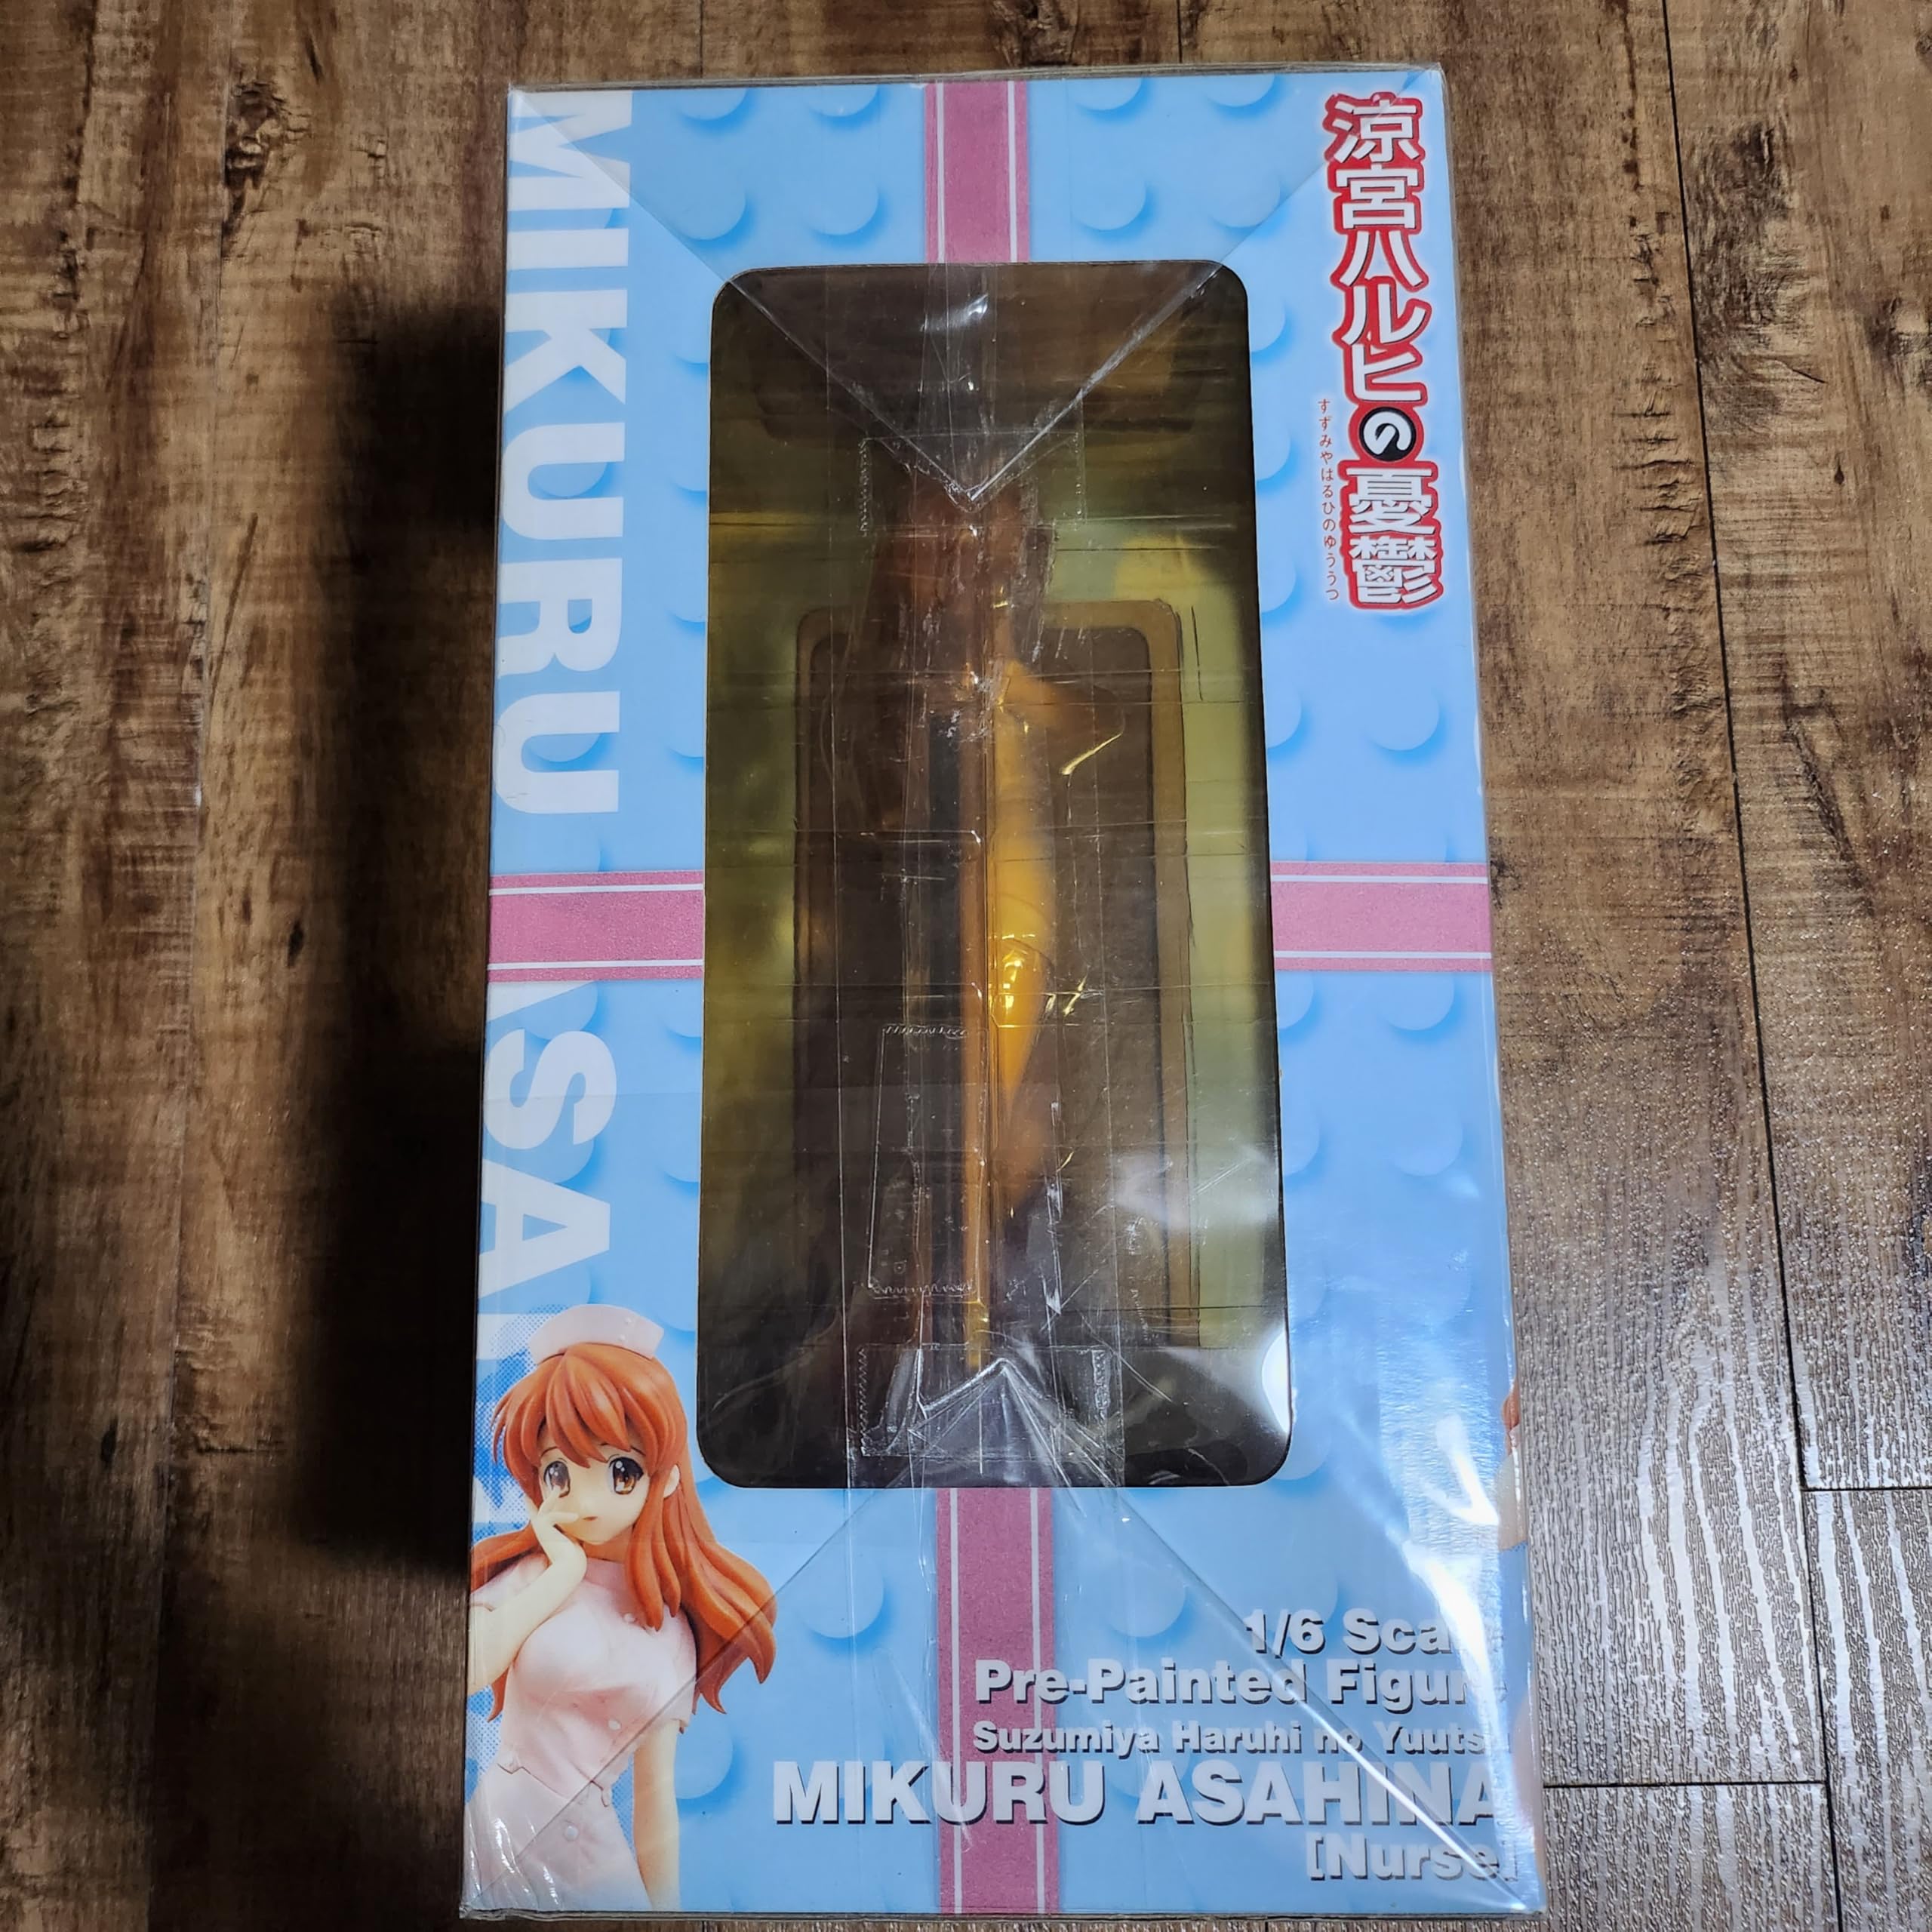 MIKURU ASA
涼宮ハルヒの憂鬱
すずみやはるひのゆううつ
1/6 Sca
Pre-Painted Figur
Suzumiya Haruhi no Yuuts
MIKURU ASAHINA
[Nurse]